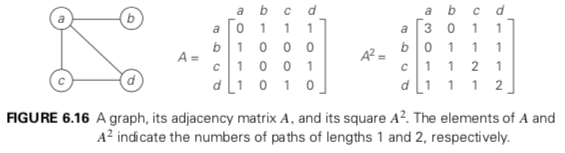 a b
c d
a b c d
A =
a 0 1 1 1
b 1 0 0 0
c 1 0 0 1
d 1 0 1 0
a b c d
A² =
a 3 0 1 1
b 0 1 1 1
c 1 1 2 1
d 1 1 1 2
FIGURE 6.16 A graph, its adjacency matrix A, and its square A². The elements of A and
A² indicate the numbers of paths of lengths 1 and 2, respectively.